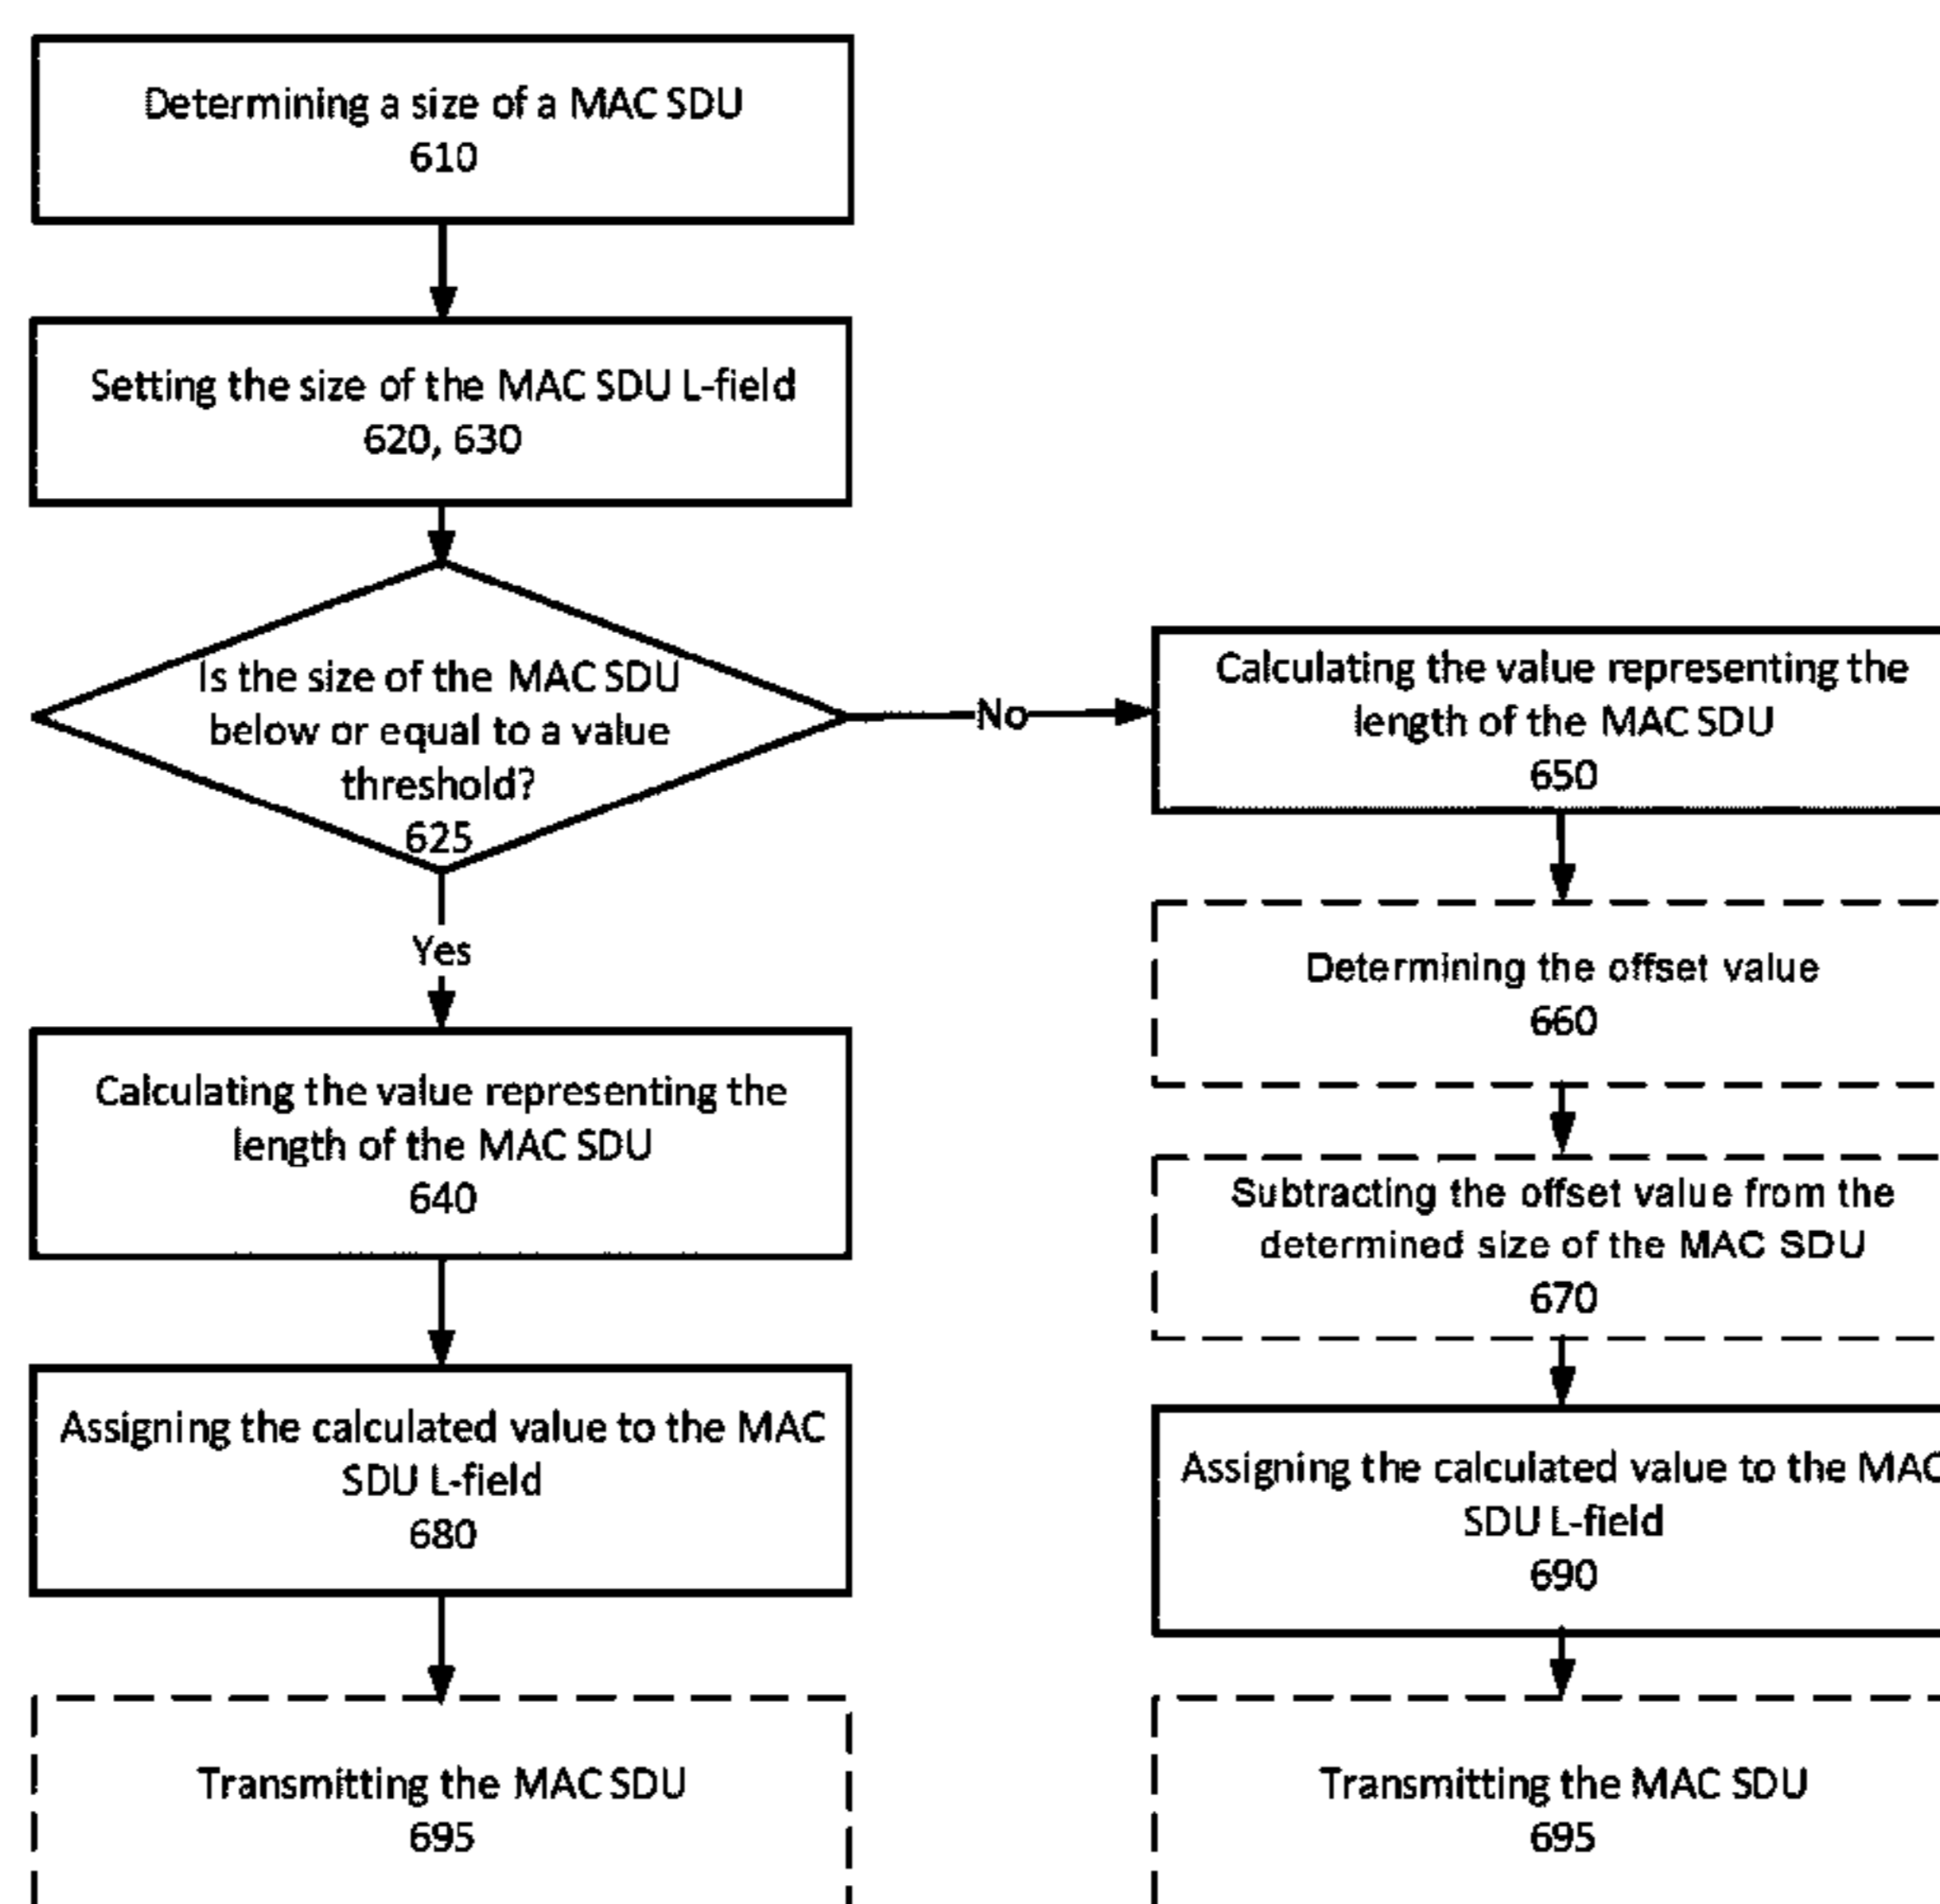 Determining a size of a MAC SDU
610
Setting the size of the MAC SDU L-field
620, 630
Is the size of the MAC SDU
below or equal to a value
threshold?
625
No
Yes
Calculating the value representing the
length of the MAC SDU
640
Assigning the calculated value to the MAC
SDU L-field
680
Transmitting the MAC SDU
695
Calculating the value representing the
length of the MAC SDU
650
Determining the offset value
660
Subtracting the offset value from the
determined size of the MAC SDU
670
Assigning the calculated value to the MAC
SDU L-field
690
Transmitting the MAC SDU
695